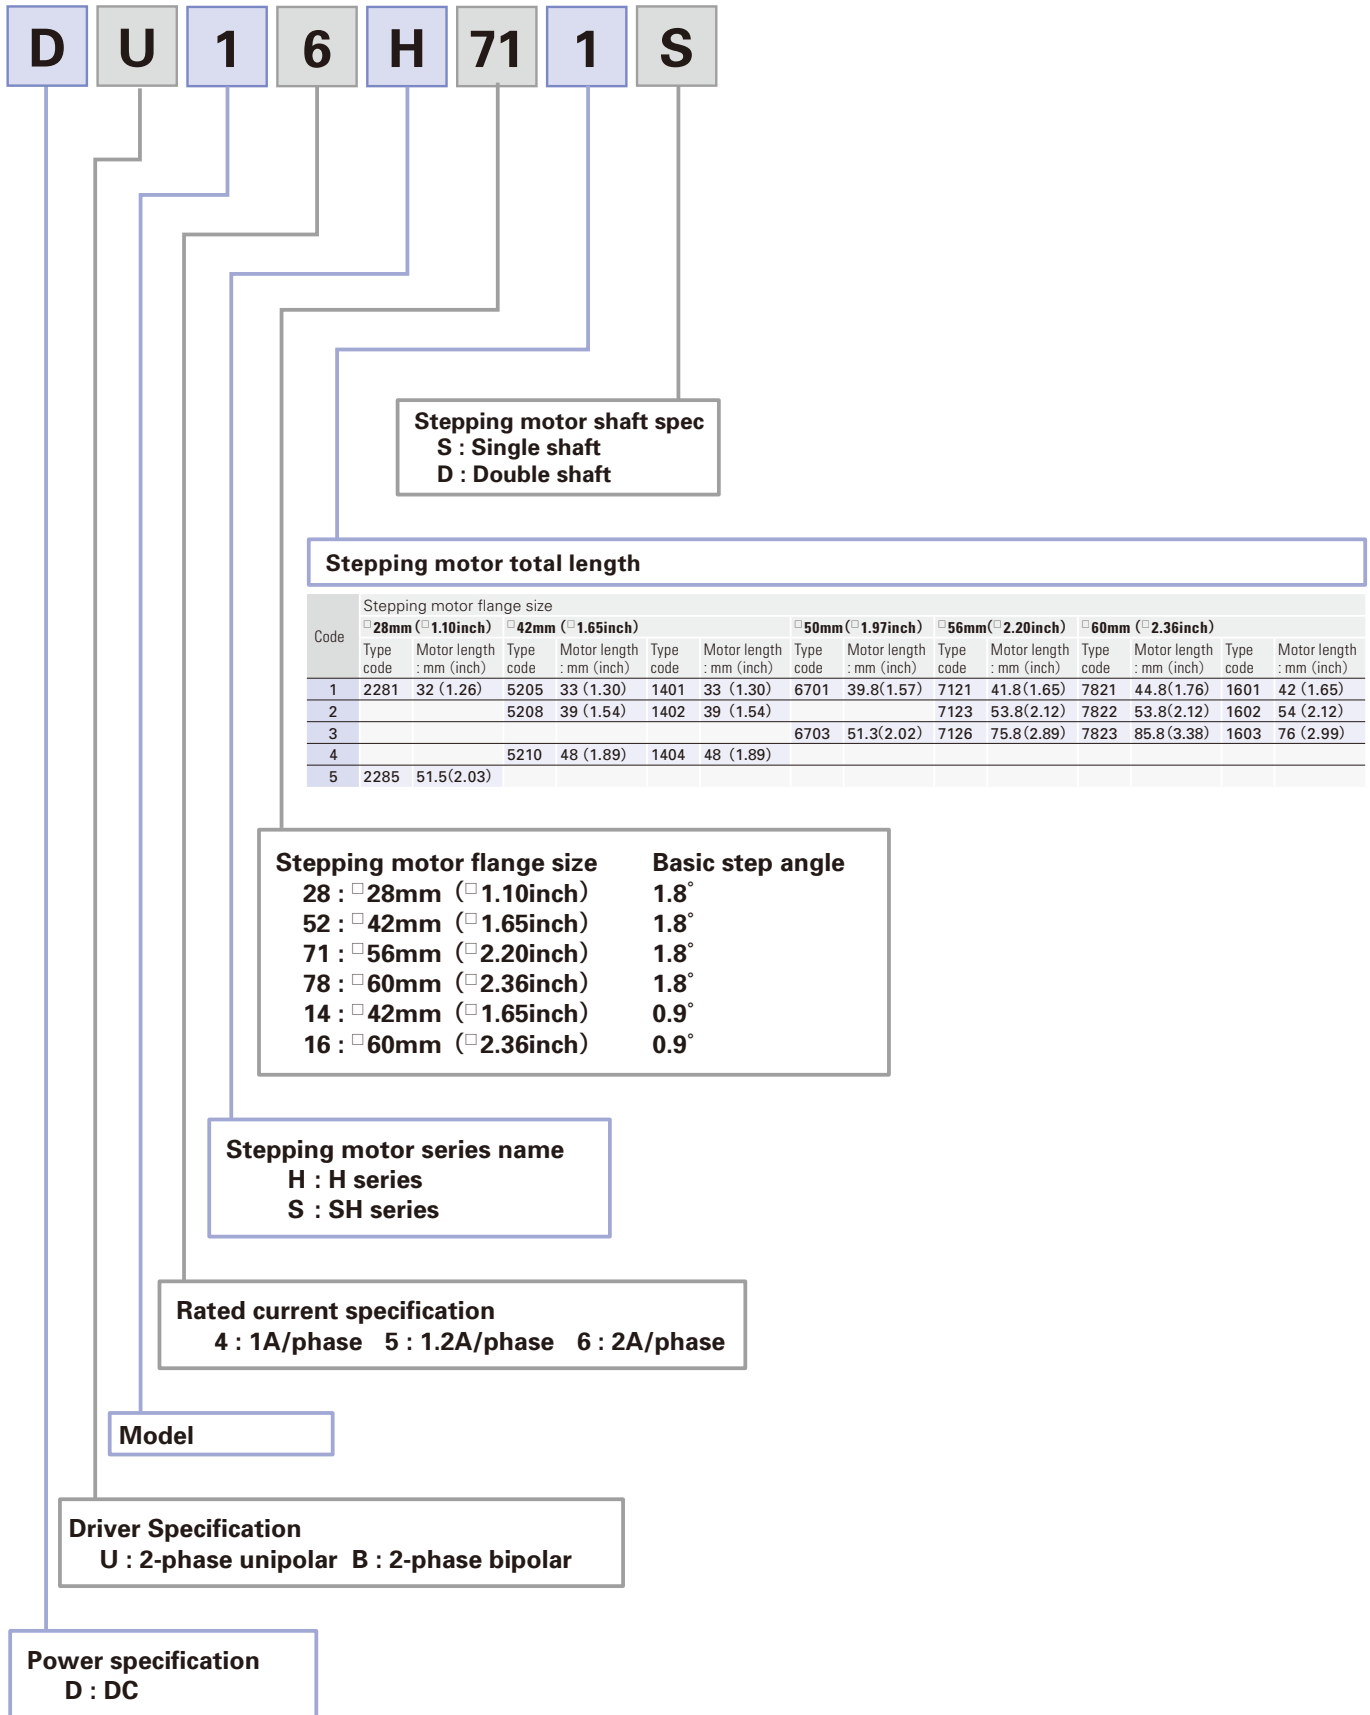 D U 1 6 H 71 1 S
Stepping motor shaft spec
S : Single shaft
D : Double shaft
Stepping motor total length
Code Stepping motor flange size
□28mm (□1.10inch) □42mm (□1.65inch) □50mm (□1.97inch) □56mm (□2.20inch) □60mm (□2.36inch)
Type code Motor length : mm (inch) Type code Motor length : mm (inch) Type code Motor length : mm (inch) Type code Motor length : mm (inch) Type code Motor length : mm (inch) Type code Motor length : mm (inch) Type code Motor length : mm (inch)
1 2281 32 (1.26) 5205 33 (1.30) 1401 33 (1.30) 6701 39.8(1.57) 7121 41.8(1.65) 7821 44.8(1.76) 1601 42 (1.65)
2 5208 39 (1.54) 1402 39 (1.54) 7123 53.8(2.12) 7822 53.8(2.12) 1602 54 (2.12)
3 6703 51.3(2.02) 7126 75.8(2.89) 7823 85.8(3.38) 1603 76 (2.99)
4 5210 48 (1.89) 1404 48 (1.89)
5 2285 51.5(2.03)
Stepping motor flange size Basic step angle
28 : □28mm (□1.10inch) 1.8°
52 : □42mm (□1.65inch) 1.8°
71 : □56mm (□2.20inch) 1.8°
78 : □60mm (□2.36inch) 1.8°
14 : □42mm (□1.65inch) 0.9°
16 : □60mm (□2.36inch) 0.9°
Stepping motor series name
H : H series
S : SH series
Rated current specification
4 : 1A/phase 5 : 1.2A/phase 6 : 2A/phase
Model
Driver Specification
U : 2-phase unipolar B : 2-phase bipolar
Power specification
D : DC